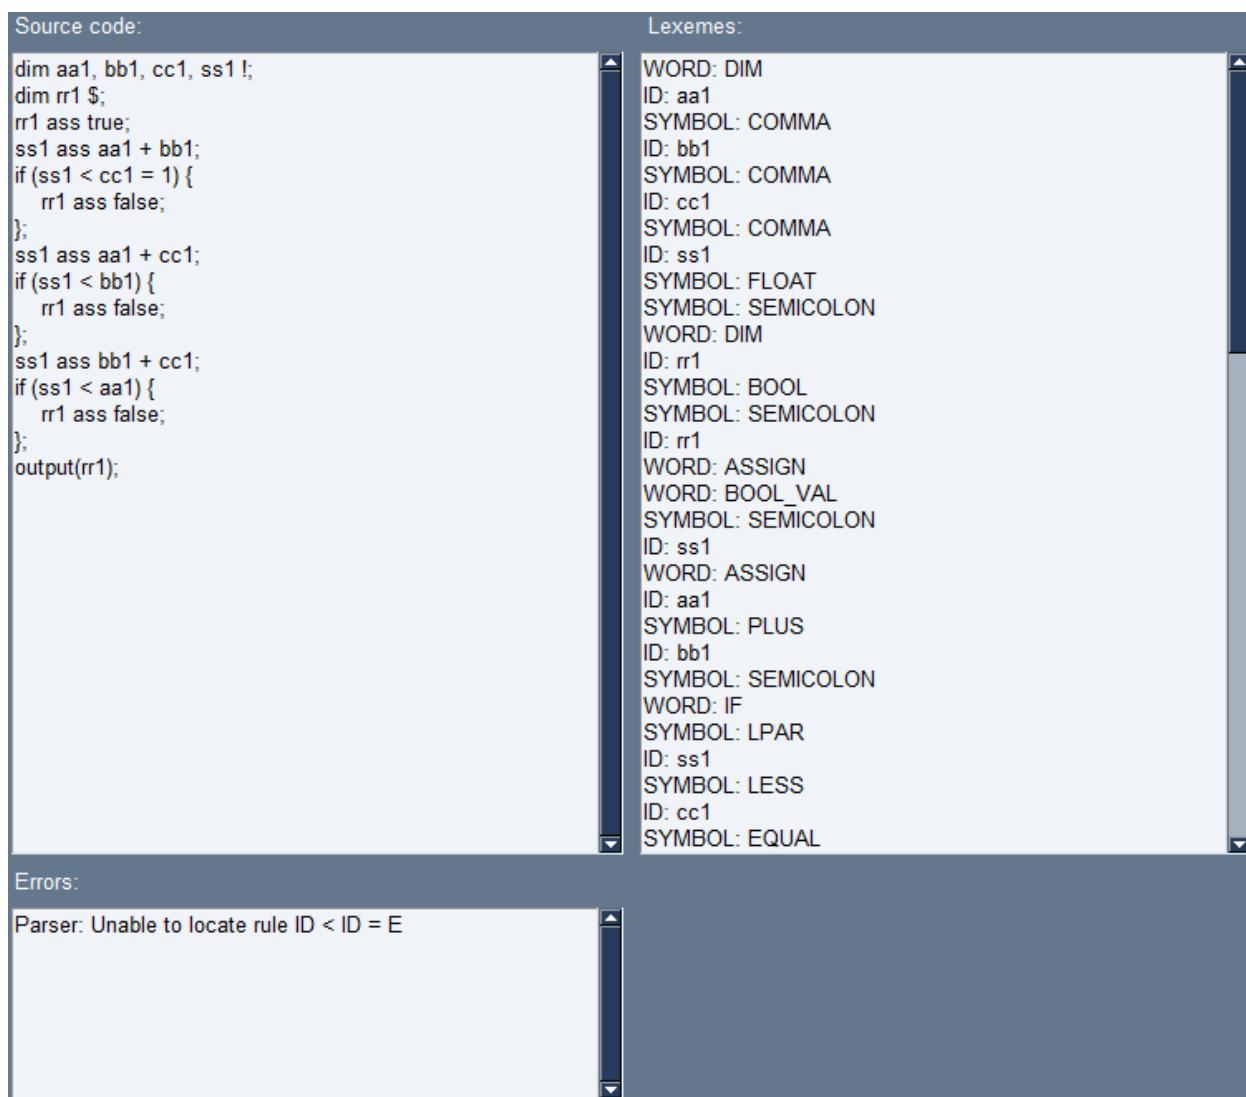 Source code:
dim aa1, bb1, cc1, ss1 !;
dim rr1 $;
rr1 ass true;
ss1 ass aa1 + bb1;
if (ss1 < cc1 = 1) {
rr1 ass false;
};
ss1 ass aa1 + cc1;
if (ss1 < bb1) {
rr1 ass false;
};
ss1 ass bb1 + cc1;
if (ss1 < aa1) {
rr1 ass false;
};
output(rr1);
Lexemes:
WORD: DIM
ID: aa1
SYMBOL: COMMA
ID: bb1
SYMBOL: COMMA
ID: cc1
SYMBOL: COMMA
ID: ss1
SYMBOL: FLOAT
SYMBOL: SEMICOLON
WORD: DIM
ID: rr1
SYMBOL: BOOL
SYMBOL: SEMICOLON
ID: rr1
WORD: ASSIGN
WORD: BOOL_VAL
SYMBOL: SEMICOLON
ID: ss1
WORD: ASSIGN
ID: aa1
SYMBOL: PLUS
ID: bb1
SYMBOL: SEMICOLON
WORD: IF
SYMBOL: LPAR
ID: ss1
SYMBOL: LESS
ID: cc1
SYMBOL: EQUAL
Errors:
Parser: Unable to locate rule ID < ID = E